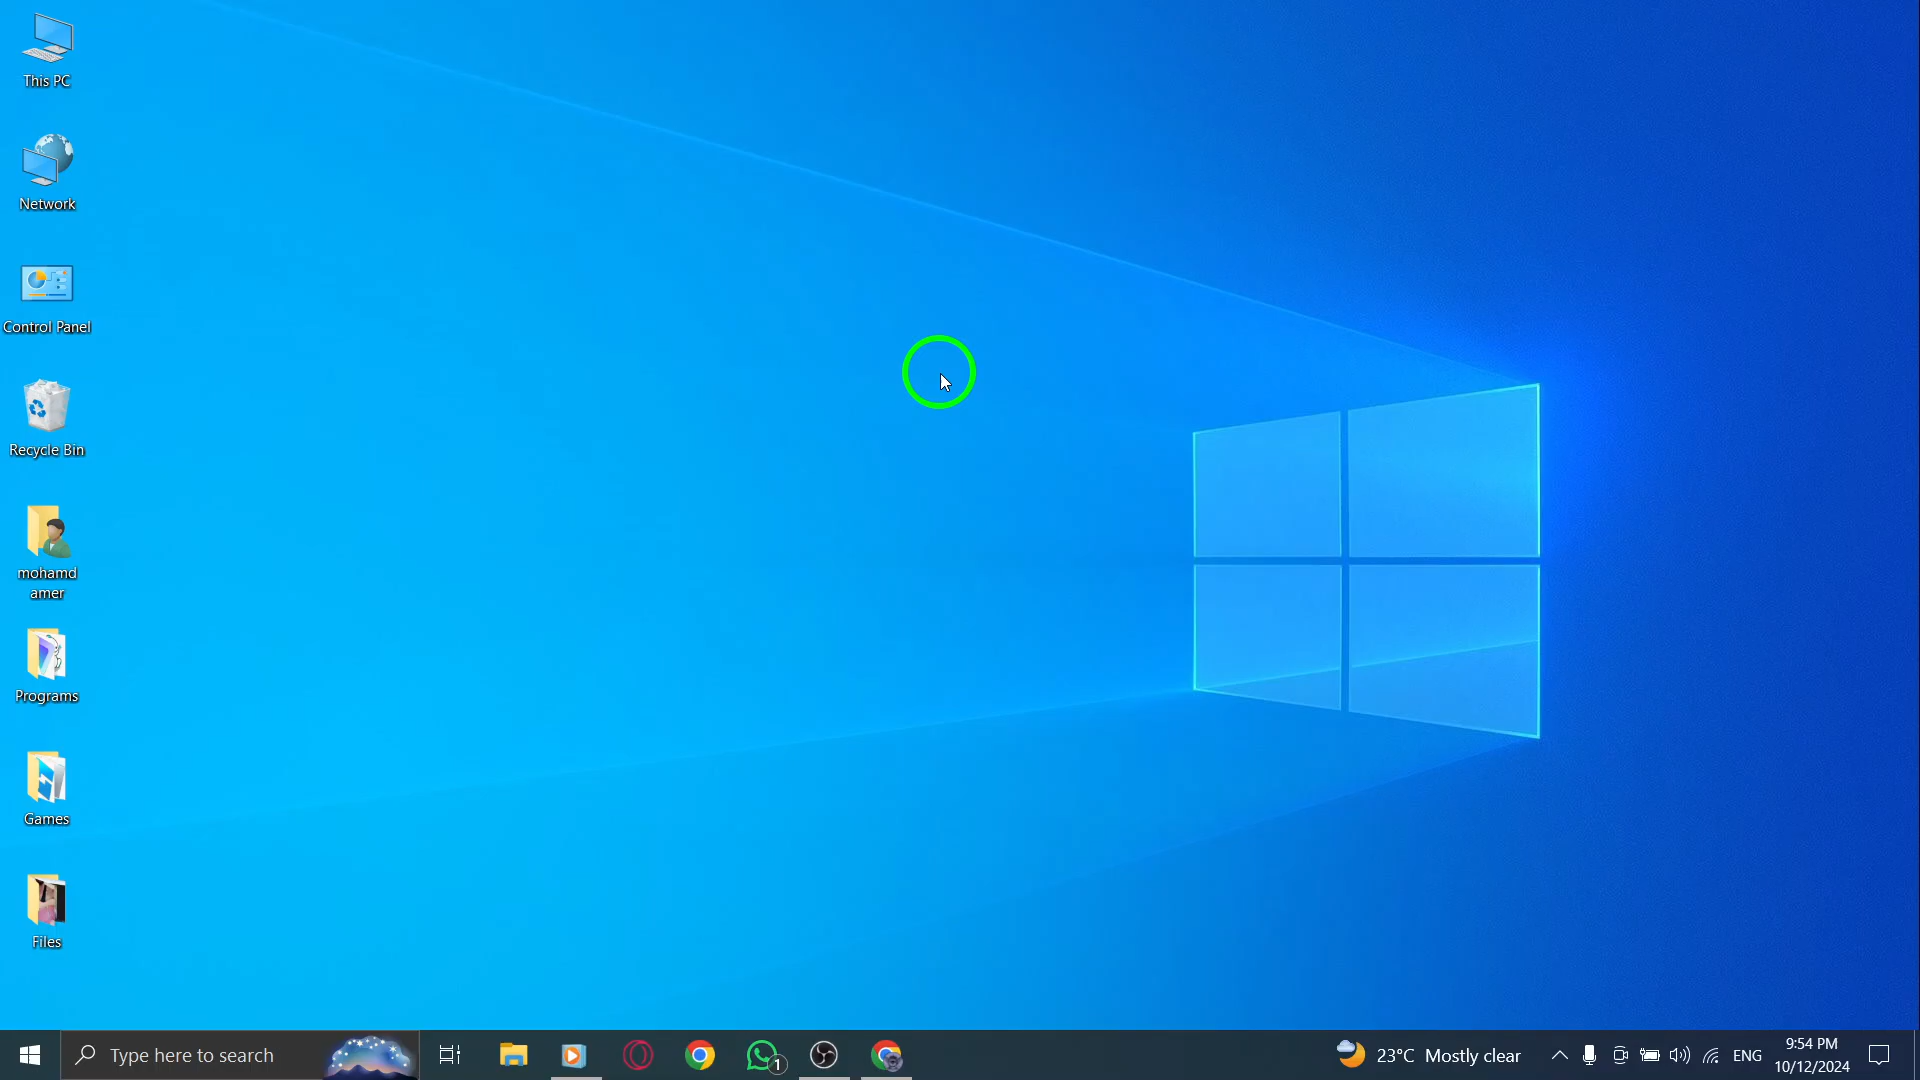 This PC
Network
Control Panel
Recycle Bin
mohamd
amer
Programs
Games
Files
Type here to search
1
23°C Mostly clear
ENG
9:54 PM
10/12/2024